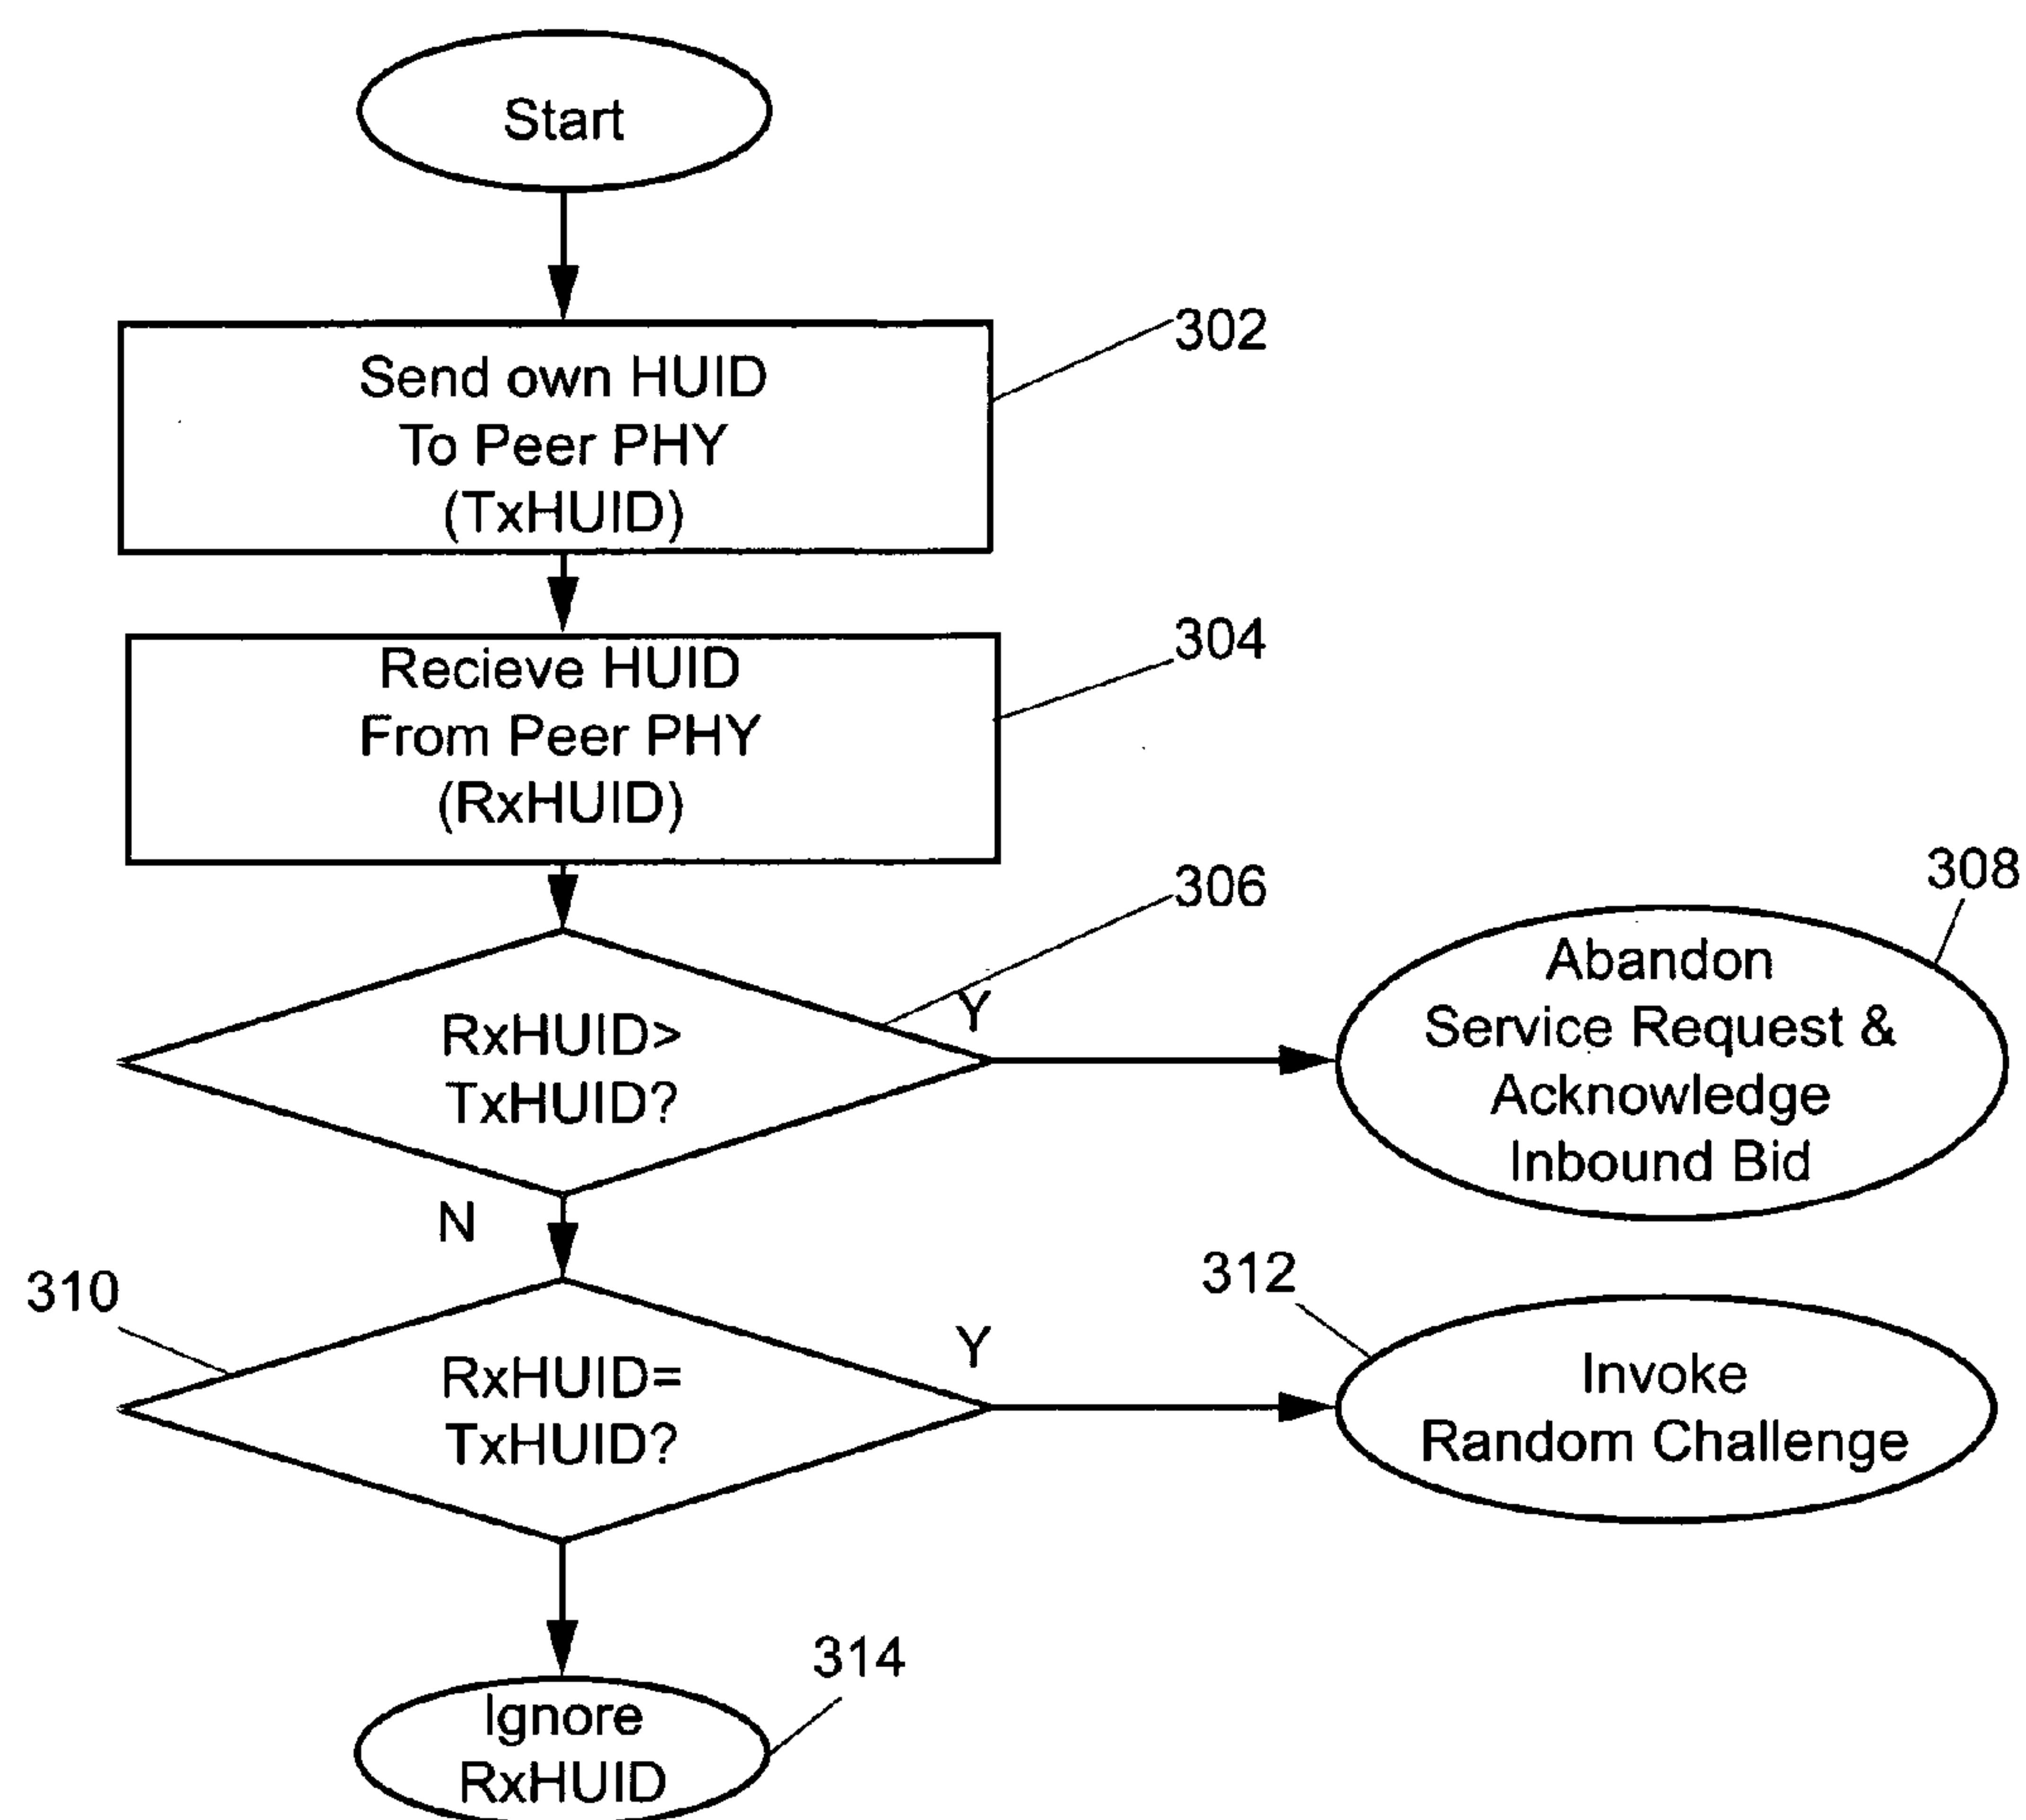 Start
302
Send own HUID
To Peer PHY
(TxHUID)
304
Recieve HUID
From Peer PHY
(RxHUID)
306
308
RxHUID>
TxHUID?
Y
Abandon
Service Request &
Acknowledge
Inbound Bid
N
310
RxHUID=
TxHUID?
Y
312
Invoke
Random Challenge
314
Ignore
RxHUID